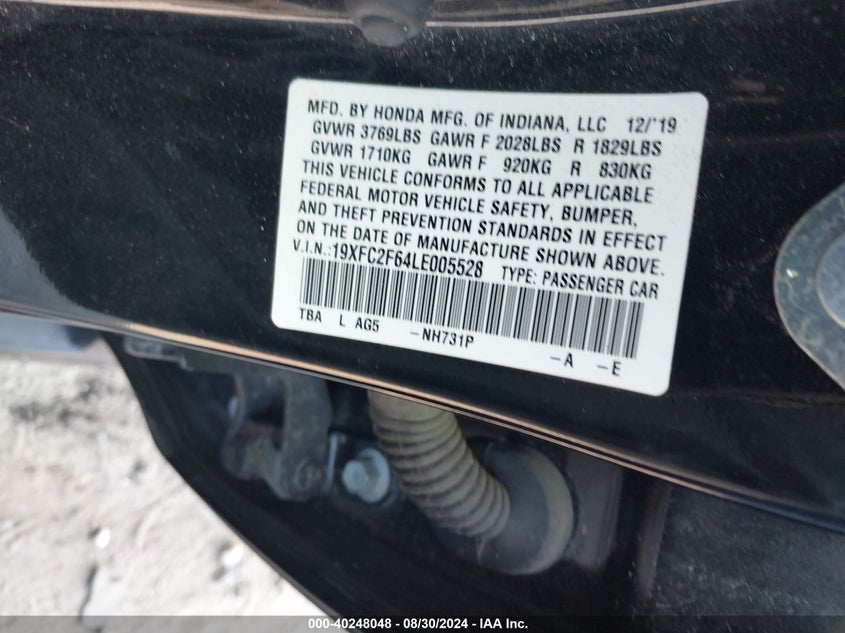 MFD. BY HONDA MFG. OF INDIANA, LLC 12/'19
GVWR 3769LBS GAWR F 2028LBS R 1829LBS
GVWR 1710KG GAWR F 920KG R 830KG
THIS VEHICLE CONFORMS TO ALL APPLICABLE
FEDERAL MOTOR VEHICLE SAFETY, BUMPER,
AND THEFT PREVENTION STANDARDS IN EFFECT
ON THE DATE OF MANUFACTURE SHOWN ABOVE.
V.I.N.:19XFC2F64LE005528 TYPE: PASSENGER CAR
TBA L AG5 -NH731P -A -E
000-40248048 - 08/30/2024 - IAA Inc.